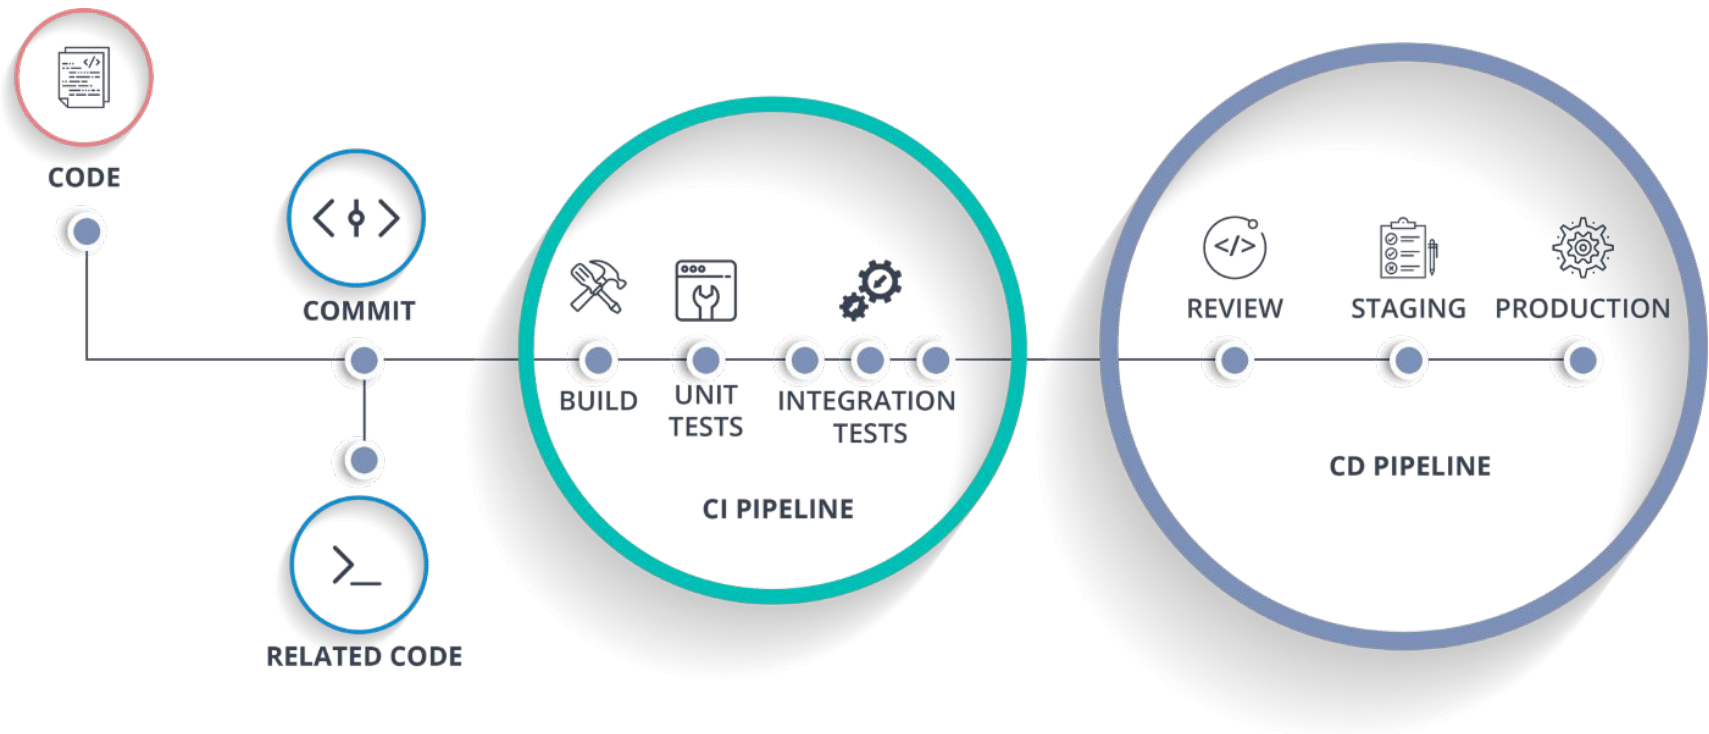 CODE
COMMIT
RELATED CODE
BUILD
UNIT
TESTS
INTEGRATION
TESTS
CI PIPELINE
REVIEW
STAGING
PRODUCTION
CD PIPELINE